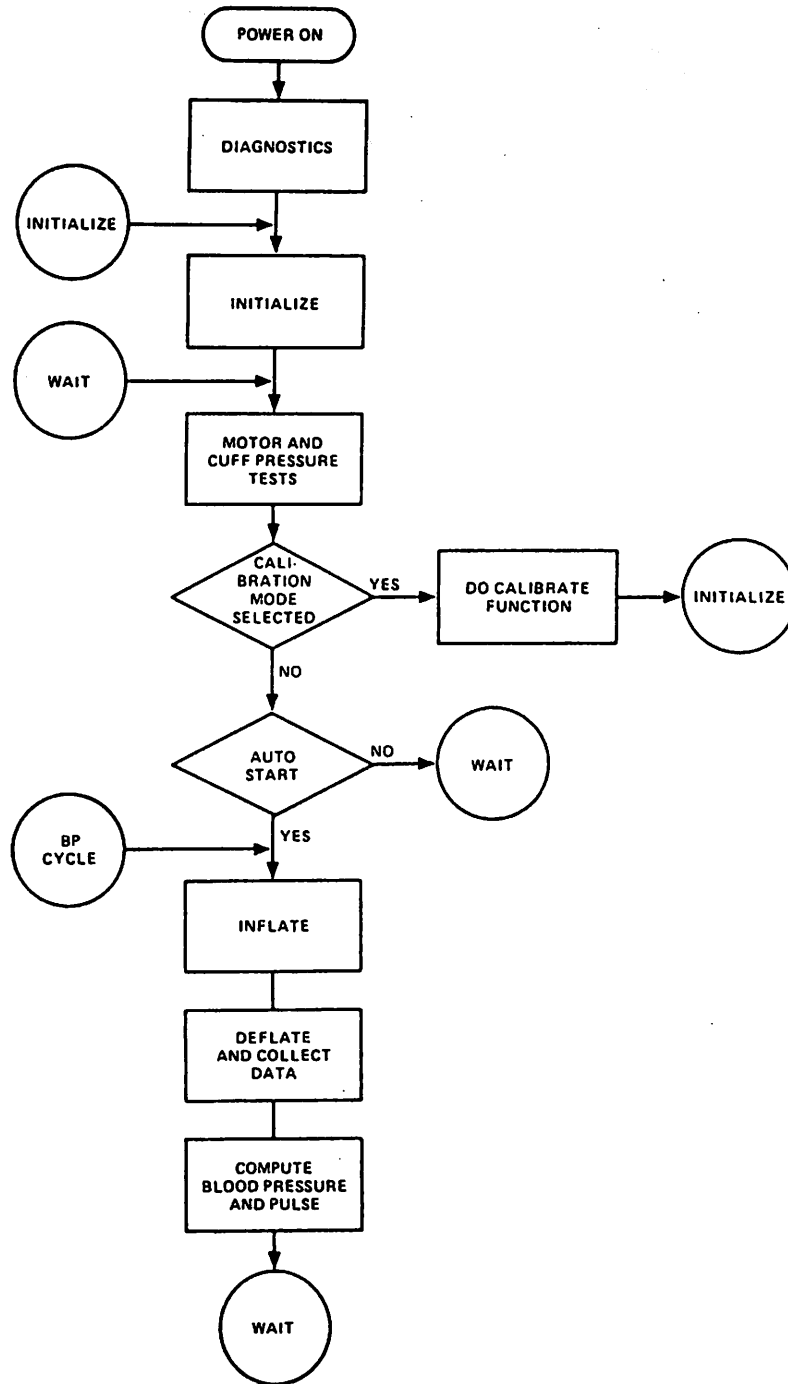 POWER ON
DIAGNOSTICS
INITIALIZE
INITIALIZE
WAIT
MOTOR AND
CUFF PRESSURE
TESTS
CALI-
BRATION
MODE
SELECTED
YES
DO CALIBRATE
FUNCTION
INITIALIZE
NO
AUTO
START
NO
WAIT
BP
CYCLE
YES
INFLATE
DEFLATE
AND COLLECT
DATA
COMPUTE
BLOOD PRESSURE
AND PULSE
WAIT